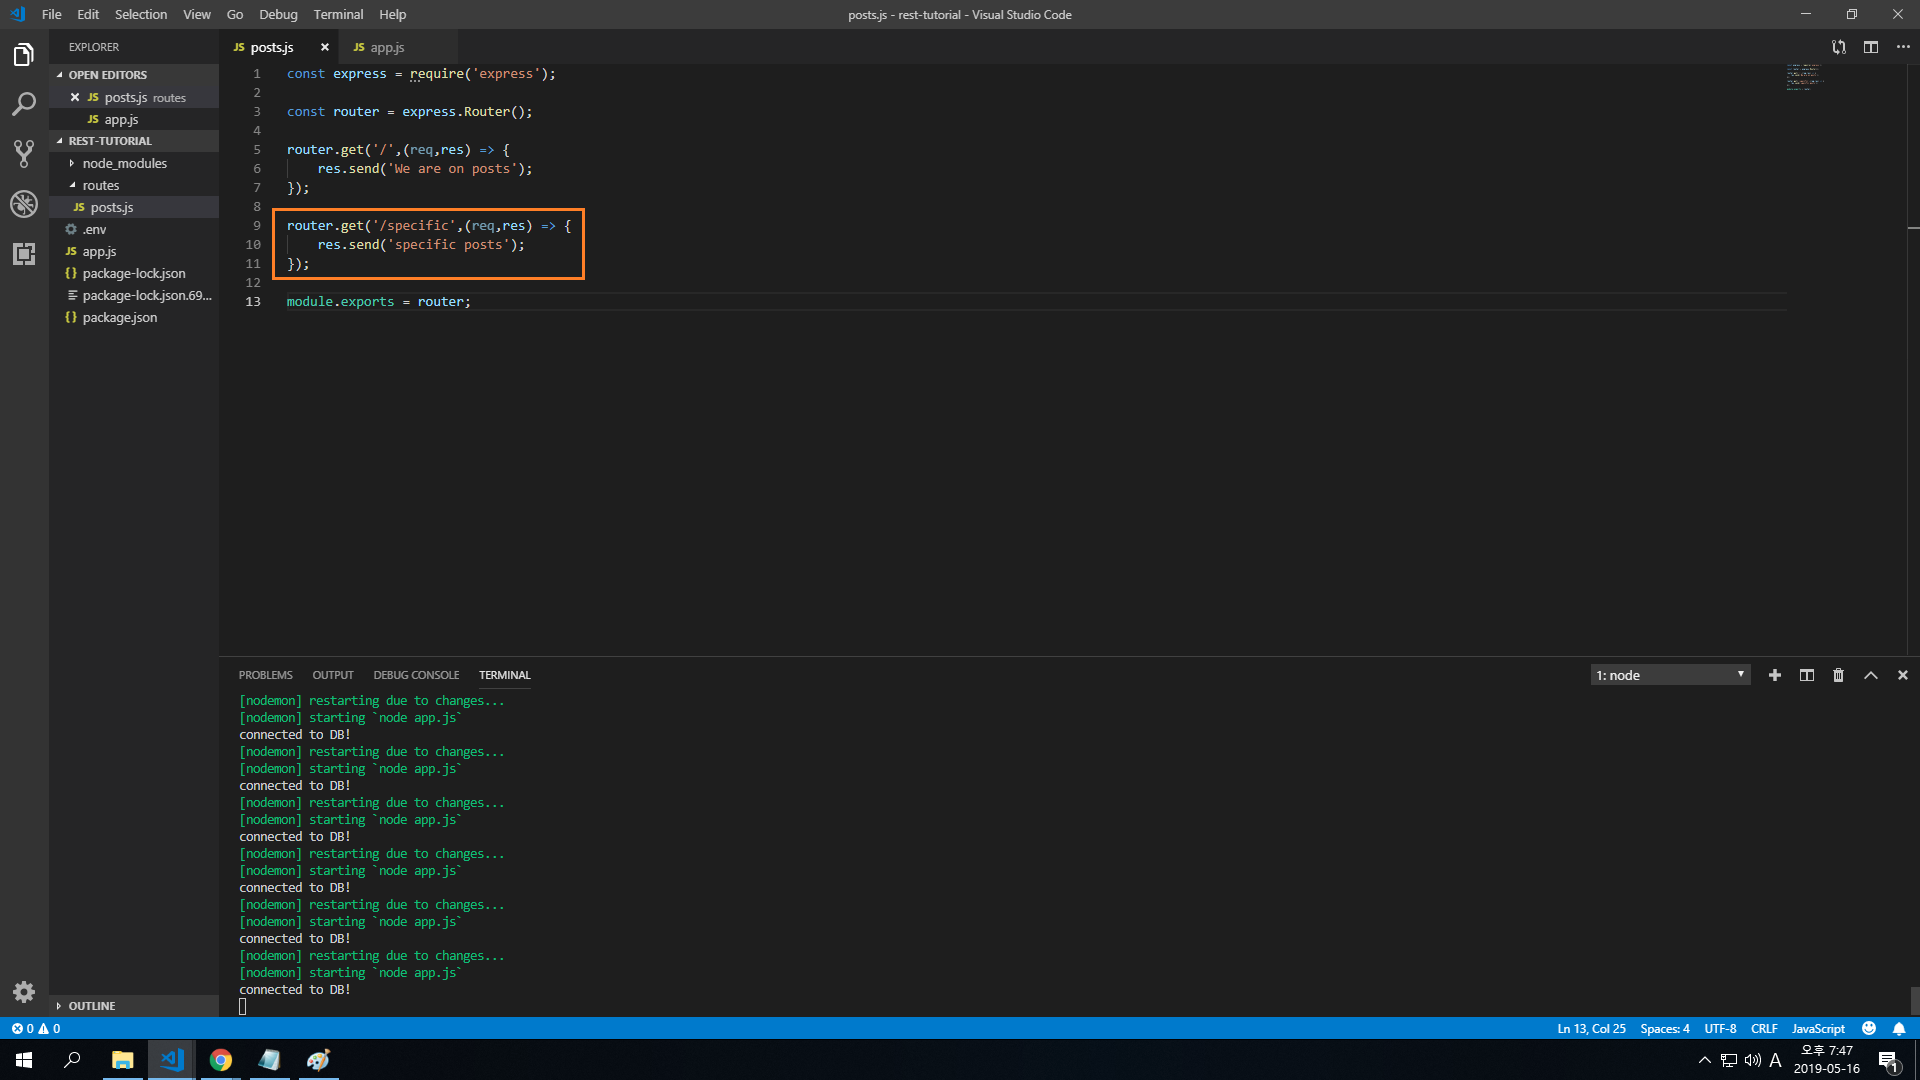 File Edit Selection View Go Debug Terminal Help
posts.js - rest-tutorial - Visual Studio Code
EXPLORER
OPEN EDITORS
JS posts.js routes
JS app.js
REST-TUTORIAL
node_modules
routes
JS posts.js
.env
JS app.js
{} package-lock.json
package-lock.json.69...
{} package.json
OUTLINE
JS posts.js
JS app.js
1 const express = require('express');
2
3 const router = express.Router();
4
5 router.get('/',(req,res) => {
6 res.send('We are on posts');
7 });
8
9 router.get('/specific',(req,res) => {
10 res.send('specific posts');
11 });
12
13 module.exports = router;
PROBLEMS OUTPUT DEBUG CONSOLE TERMINAL
1: node
[nodemon] restarting due to changes...
[nodemon] starting `node app.js`
connected to DB!
[nodemon] restarting due to changes...
[nodemon] starting `node app.js`
connected to DB!
[nodemon] restarting due to changes...
[nodemon] starting `node app.js`
connected to DB!
[nodemon] restarting due to changes...
[nodemon] starting `node app.js`
connected to DB!
[nodemon] restarting due to changes...
[nodemon] starting `node app.js`
connected to DB!
[nodemon] restarting due to changes...
[nodemon] starting `node app.js`
connected to DB!
0 0
Ln 13, Col 25 Spaces: 4 UTF-8 CRLF JavaScript
A
오후 7:47
2019-05-16
1